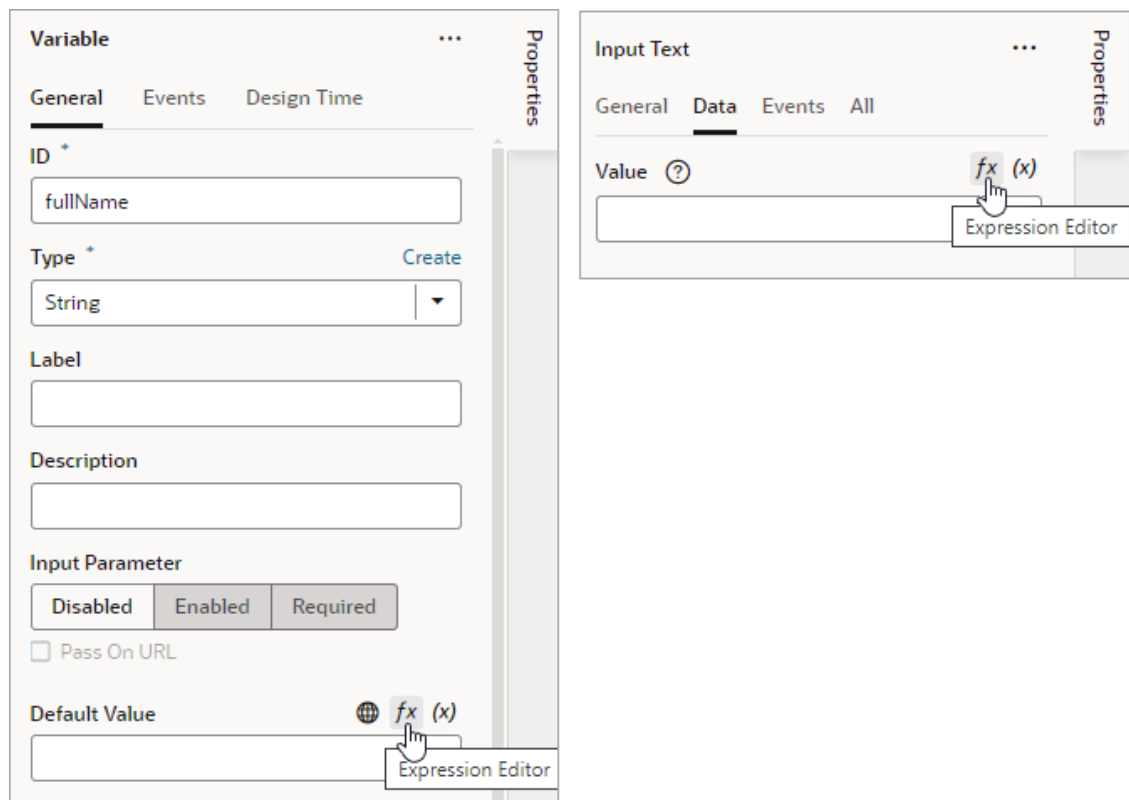 Variable
Properties
General Events Design Time
ID *
fullName
Type * Create
String
Label
Description
Input Parameter
Disabled Enabled Required
Pass On URL
Default Value fx (x)
Expression Editor
Input Text
Properties
General Data Events All
Value ? fx (x)
Expression Editor